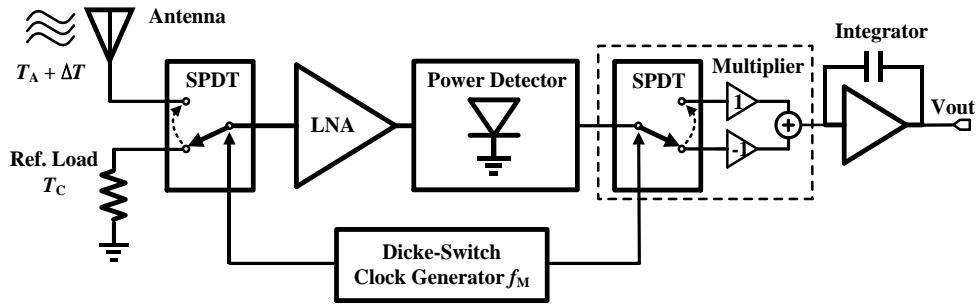 Antenna
T_A + ΔT
SPDT
LNA
Power Detector
SPDT
Multiplier
1
-1
+
Integrator
Vout
Ref. Load
T_C
Dicke-Switch
Clock Generator f_M